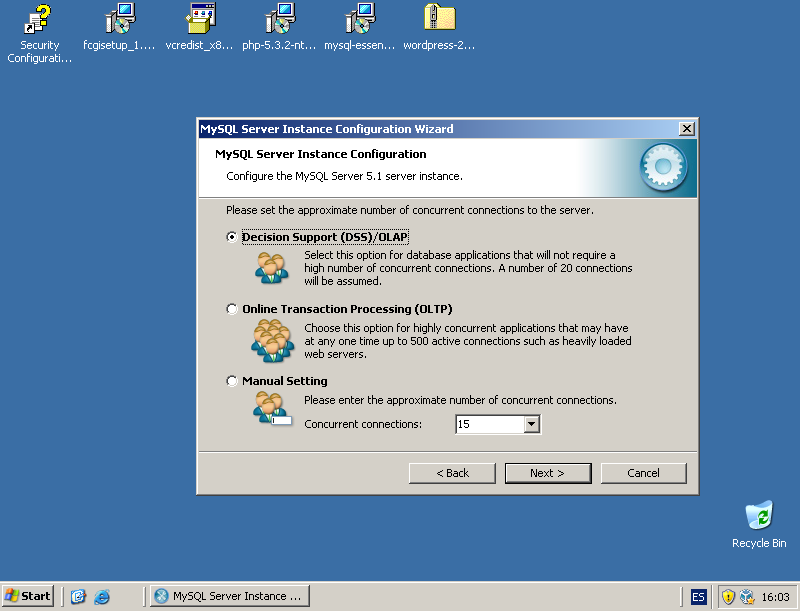 Security
Configurati...
fcgisetup_1....
vcredist_x8...
php-5.3.2-nt...
mysql-essen...
wordpress-2...
MySQL Server Instance Configuration Wizard
MySQL Server Instance Configuration
Configure the MySQL Server 5.1 server instance.
Please set the approximate number of concurrent connections to the server.
Decision Support (DSS)/OLAP
Select this option for database applications that will not require a
high number of concurrent connections. A number of 20 connections
will be assumed.
Online Transaction Processing (OLTP)
Choose this option for highly concurrent applications that may have
at any one time up to 500 active connections such as heavily loaded
web servers.
Manual Setting
Please enter the approximate number of concurrent connections.
Concurrent connections:
15
< Back
Next >
Cancel
Recycle Bin
Start
MySQL Server Instance ...
ES
16:03